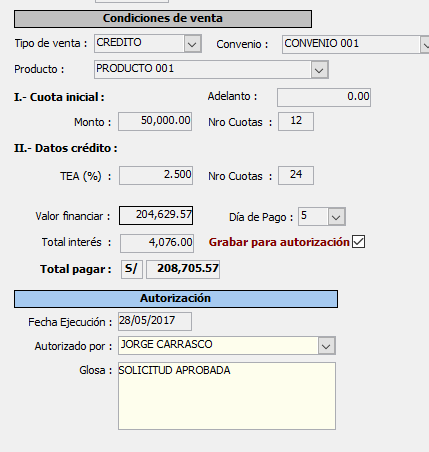 Condiciones de venta
Tipo de venta : CREDITO Convenio : CONVENIO 001
Producto : PRODUCTO 001
I.- Cuota inicial : Adelanto : 0.00
Monto : 50,000.00 Nro Cuotas : 12
II.- Datos crédito :
TEA (%) : 2.500 Nro Cuotas : 24
Valor financiar : 204,629.57 Día de Pago : 5
Total interés : 4,076.00 Grabar para autorización
Total pagar : S/ 208,705.57
Autorización
Fecha Ejecución : 28/05/2017
Autorizado por : JORGE CARRASCO
Glosa : SOLICITUD APROBADA